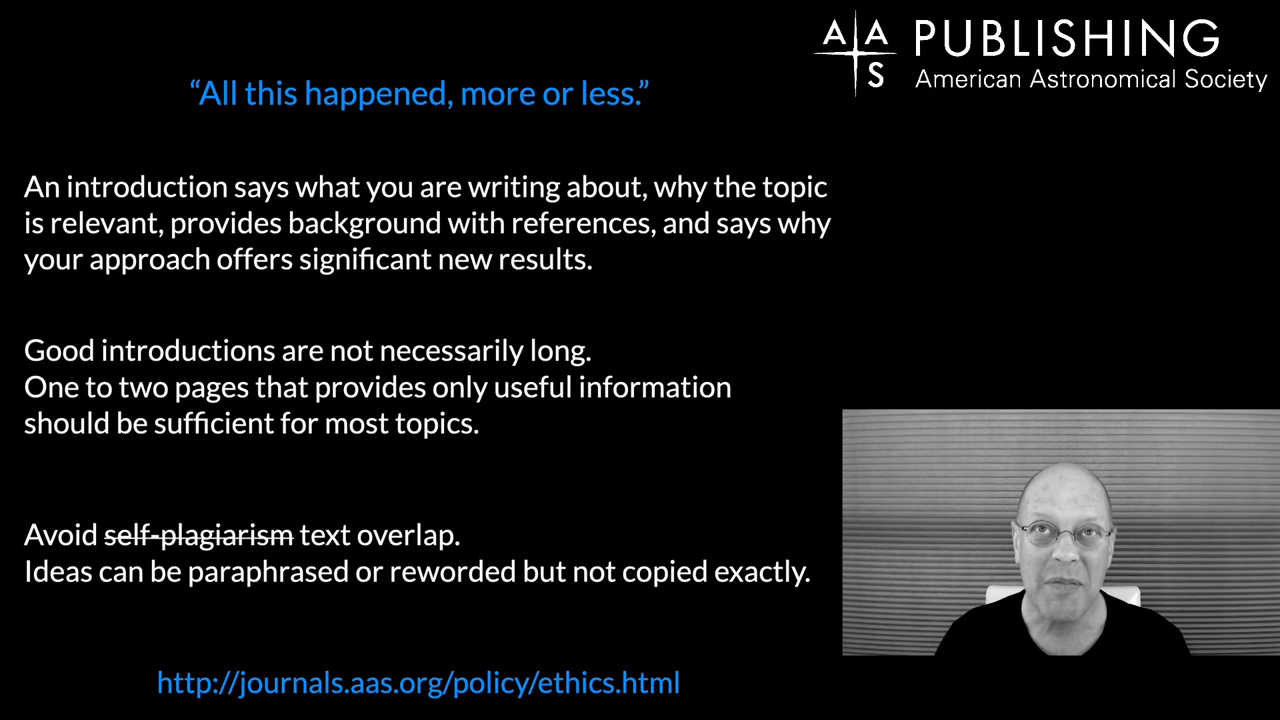 A A
S
PUBLISHING
American Astronomical Society
“All this happened, more or less.”
An introduction says what you are writing about, why the topic
is relevant, provides background with references, and says why
your approach offers significant new results.
Good introductions are not necessarily long.
One to two pages that provides only useful information
should be sufficient for most topics.
Avoid self-plagiarism text overlap.
Ideas can be paraphrased or reworded but not copied exactly.
http://journals.aas.org/policy/ethics.html